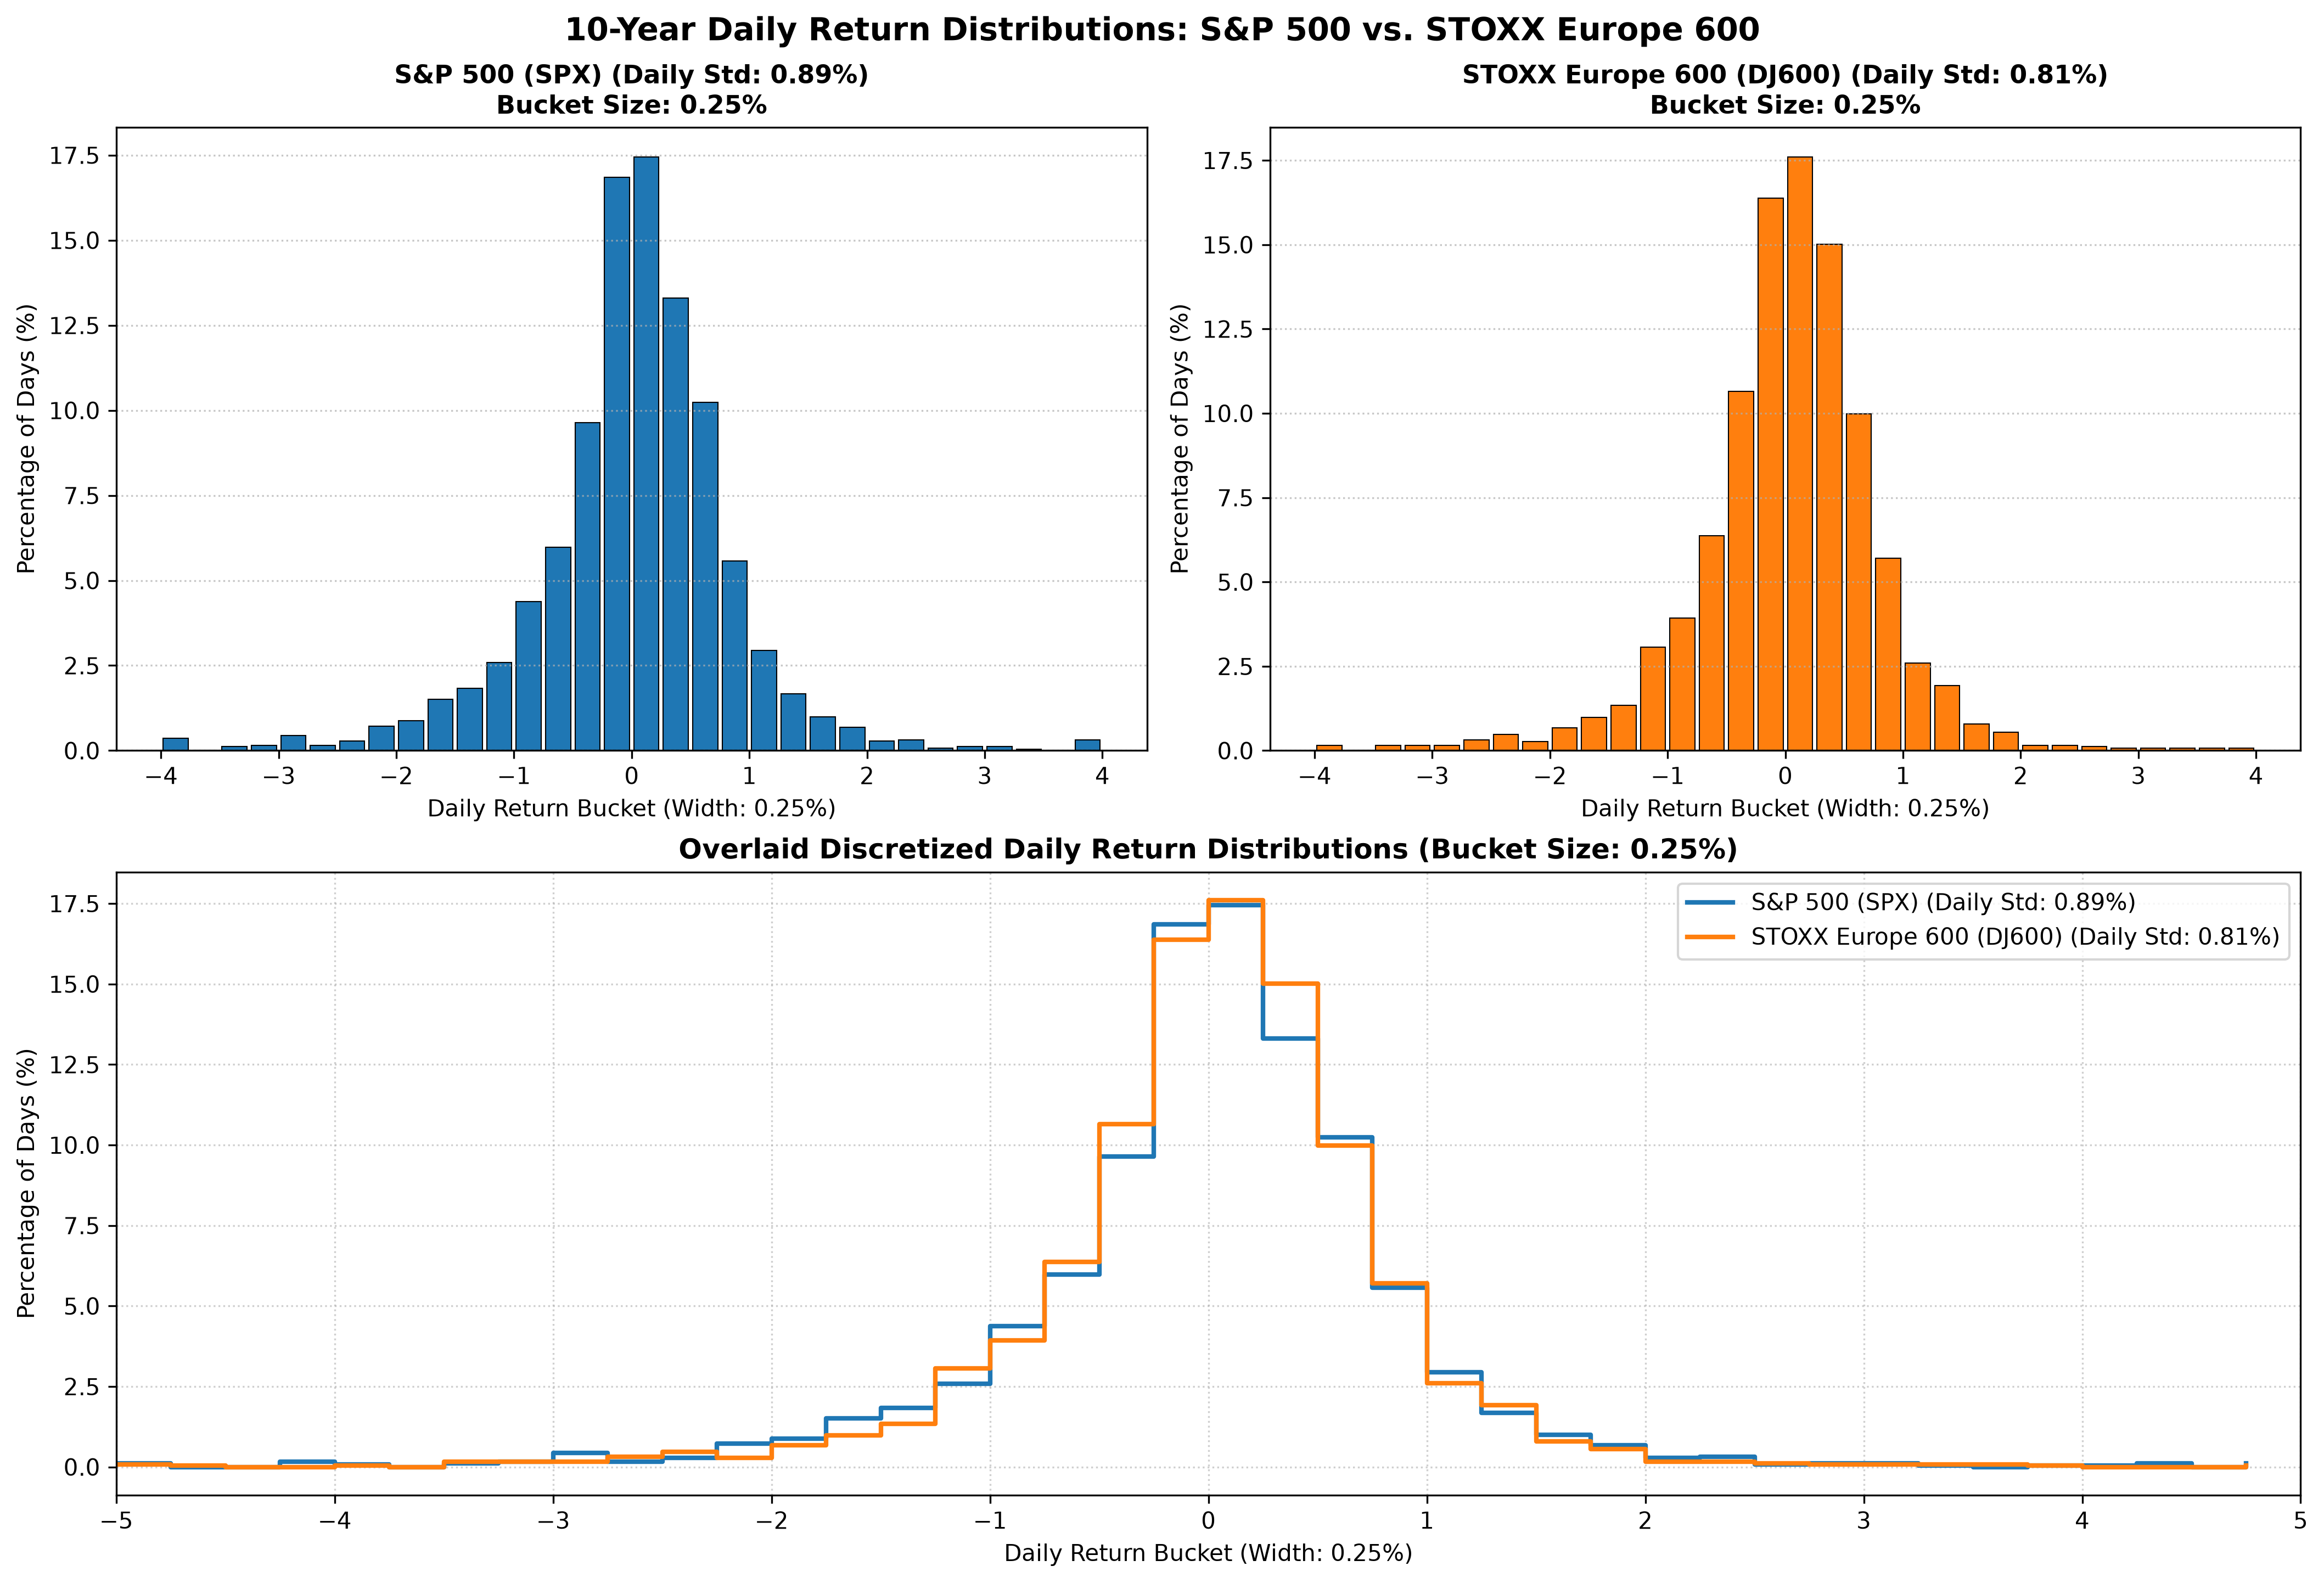 10-Year Daily Return Distributions: S&P 500 vs. STOXX Europe 600
S&P 500 (SPX) (Daily Std: 0.89%)
Bucket Size: 0.25%
17.5
15.0
12.5
10.0
7.5
5.0
2.5
0.0
Percentage of Days (%)
−4 −3 −2 −1 0 1 2 3 4
Daily Return Bucket (Width: 0.25%)
STOXX Europe 600 (DJ600) (Daily Std: 0.81%)
Bucket Size: 0.25%
17.5
15.0
12.5
10.0
7.5
5.0
2.5
0.0
Percentage of Days (%)
−4 −3 −2 −1 0 1 2 3 4
Daily Return Bucket (Width: 0.25%)
Overlaid Discretized Daily Return Distributions (Bucket Size: 0.25%)
S&P 500 (SPX) (Daily Std: 0.89%)
STOXX Europe 600 (DJ600) (Daily Std: 0.81%)
17.5
15.0
12.5
10.0
7.5
5.0
2.5
0.0
Percentage of Days (%)
−5 −4 −3 −2 −1 0 1 2 3 4 5
Daily Return Bucket (Width: 0.25%)